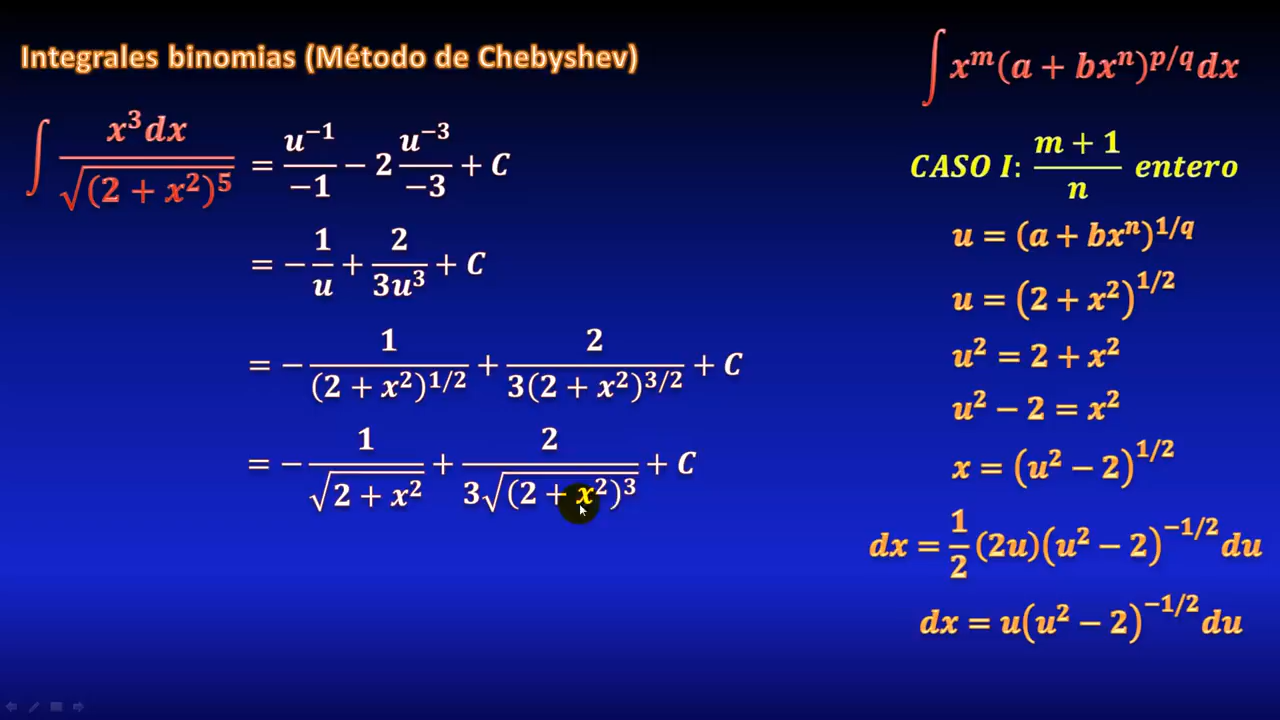 Integrales binomias (Método de Chebyshev)
∫ x³dx / √((2 + x²)⁵) = u⁻¹/−1 − 2 u⁻³/−3 + C
= − 1/u + 2/3u³ + C
= − 1/(2 + x²)^1/2 + 2/3(2 + x²)^3/2 + C
= − 1/√(2 + x²) + 2/3√((2 + x²)³) + C
∫ xᵐ(a + bxⁿ)^p/q dx
CASO I: m + 1/n entero
u = (a + bxⁿ)^1/q
u = (2 + x²)^1/2
u² = 2 + x²
u² − 2 = x²
x = (u² − 2)^1/2
dx = 1/2 (2u)(u² − 2)^−1/2 du
dx = u(u² − 2)^−1/2 du